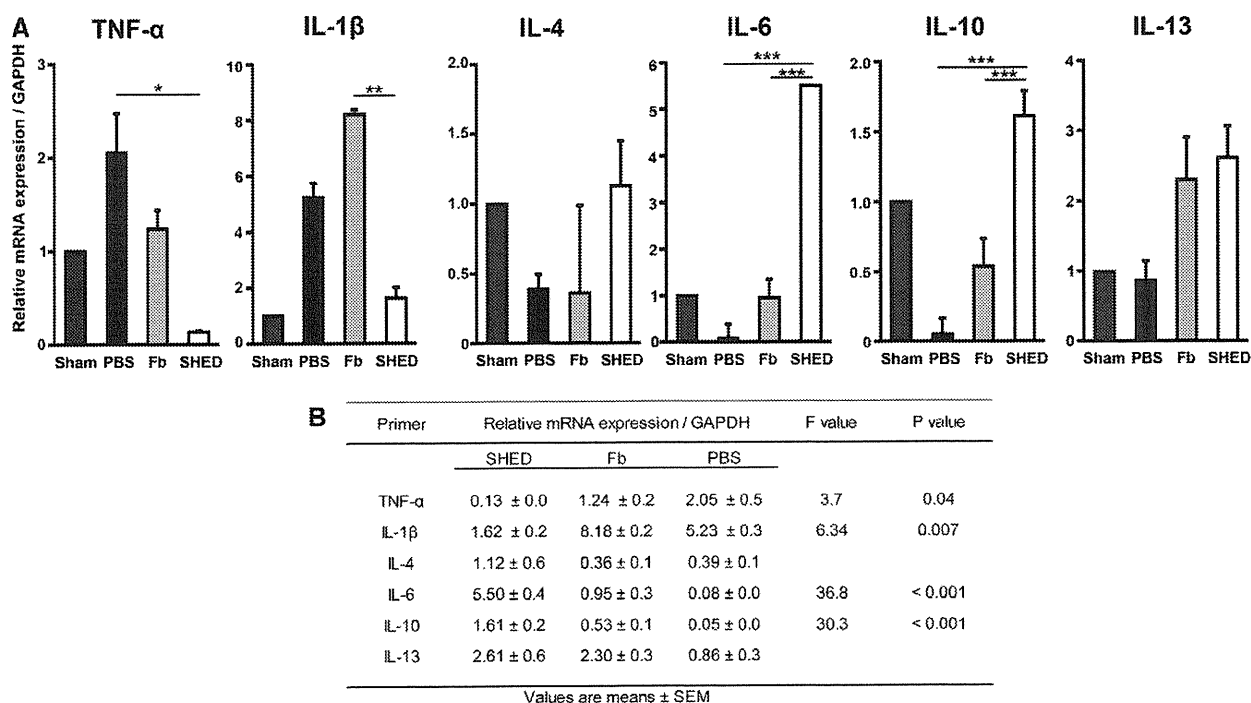 A
TNF-α
IL-1β
IL-4
IL-6
IL-10
IL-13
Relative mRNA expression / GAPDH
3
2
1
0
*
Sham PBS Fb SHED
10
8
6
4
2
0
**
Sham PBS Fb SHED
2.0
1.5
1.0
0.5
0
Sham PBS Fb SHED
6
5
4
3
2
1
0
***
***
Sham PBS Fb SHED
2.0
1.5
1.0
0.5
0
***
***
Sham PBS Fb SHED
4
3
2
1
0
Sham PBS Fb SHED
B
Primer Relative mRNA expression / GAPDH F value P value
SHED Fb PBS
TNF-α 0.13 ± 0.0 1.24 ± 0.2 2.05 ± 0.5 3.7 0.04
IL-1β 1.62 ± 0.2 8.18 ± 0.2 5.23 ± 0.3 6.34 0.007
IL-4 1.12 ± 0.6 0.36 ± 0.1 0.39 ± 0.1
IL-6 5.50 ± 0.4 0.95 ± 0.3 0.08 ± 0.0 36.8 < 0.001
IL-10 1.61 ± 0.2 0.53 ± 0.1 0.05 ± 0.0 30.3 < 0.001
IL-13 2.61 ± 0.6 2.30 ± 0.3 0.86 ± 0.3
Values are means ± SEM